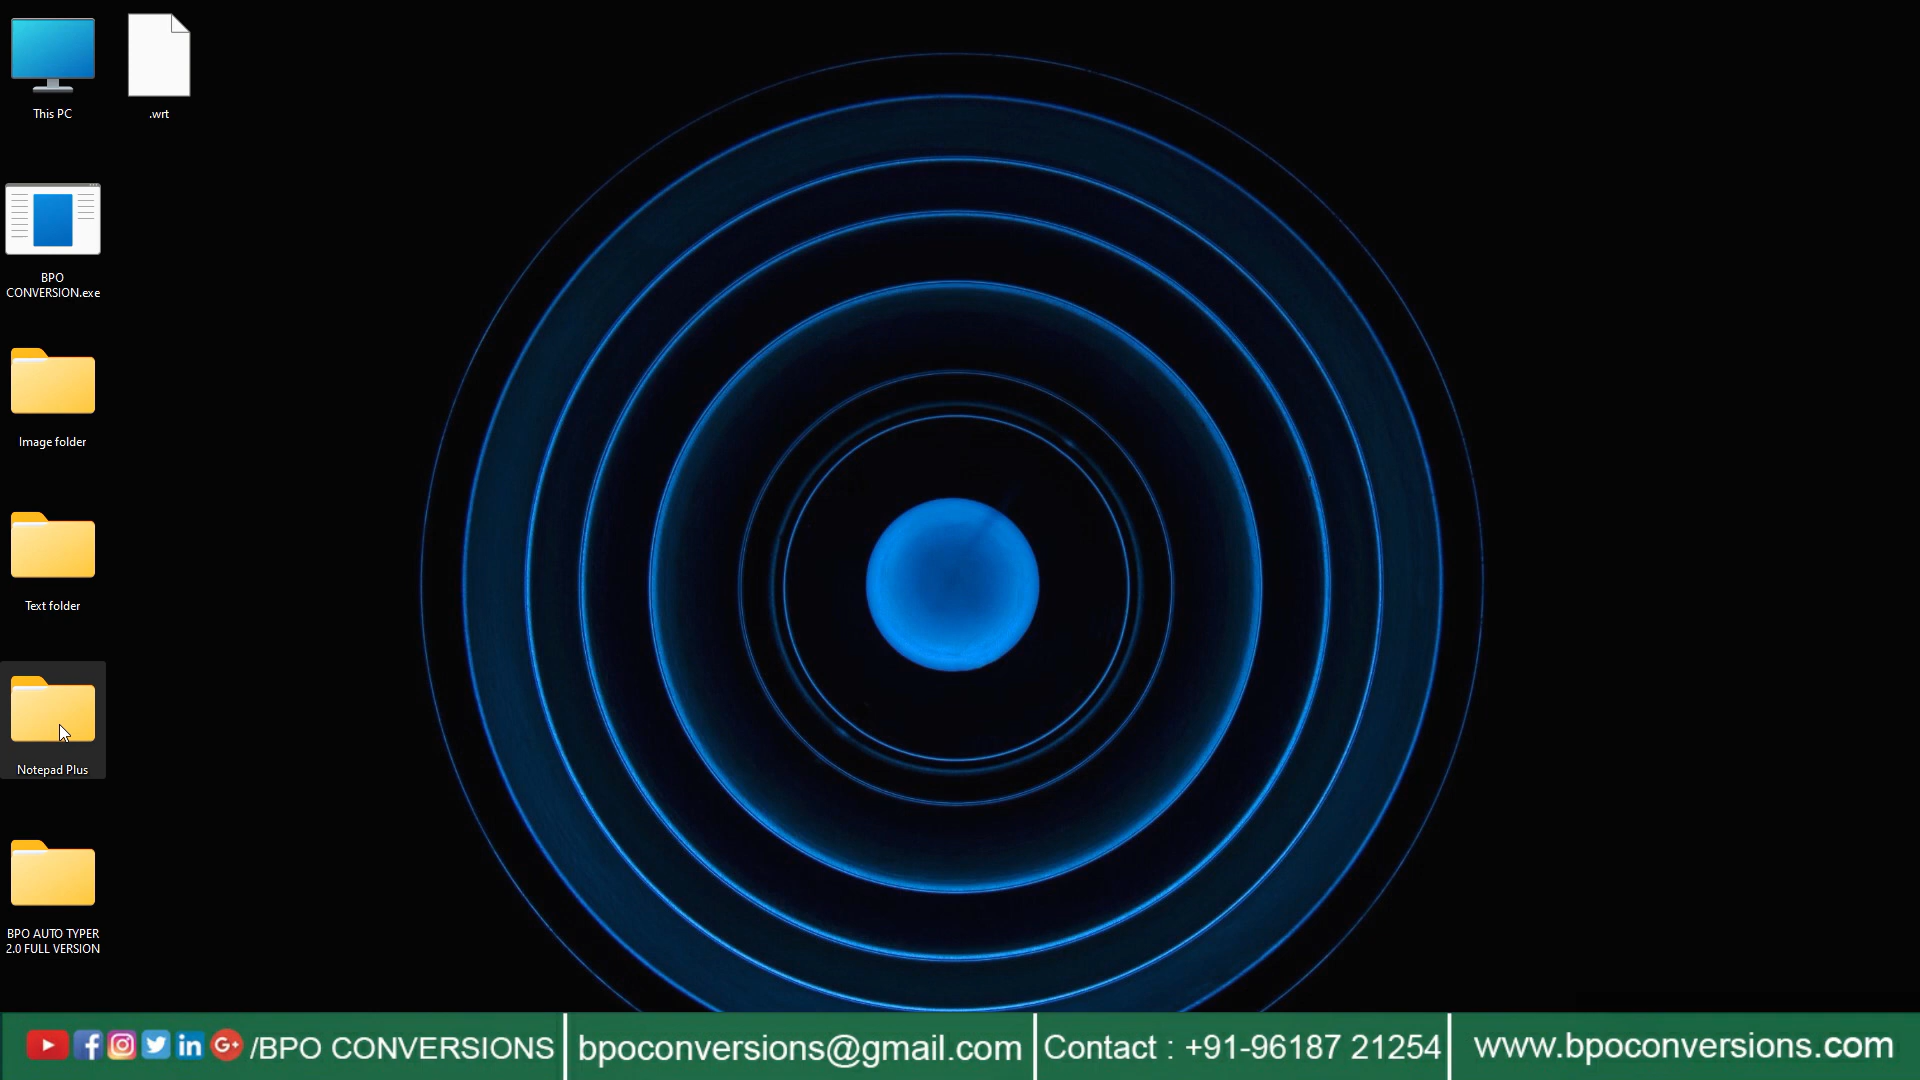 This PC
.wrt
BPO
CONVERSION.exe
Image folder
Text folder
Notepad Plus
BPO AUTO TYPER
2.0 FULL VERSION
/BPO CONVERSIONS
bpoconversions@gmail.com
Contact : +91-96187 21254
www.bpoconversions.com